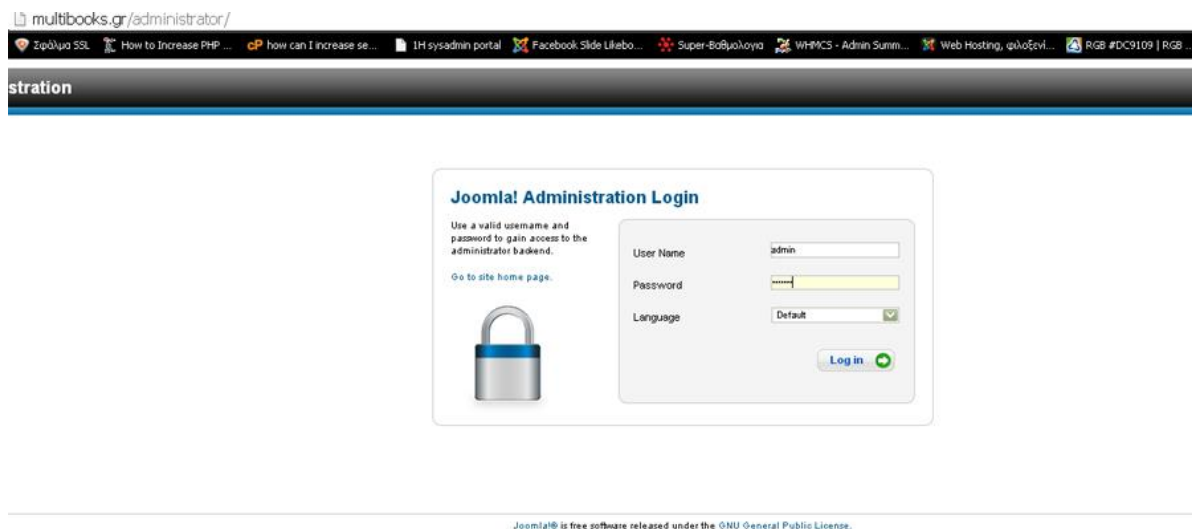 multibooks.gr/administrator/
Σφάλμα SSL How to Increase PHP ... cP how can I increase se... 1H sysadmin portal Facebook Slide Likebo... Super-Βαθμολογια WHMCS - Admin Summ... Web Hosting, φιλοξενί... RGB #DC9109 | RGB ...
stration
Joomla! Administration Login
Use a valid username and
password to gain access to the
administrator backend.
Go to site home page.
User Name admin
Password
Language Default
Log in
Joomla!® is free software released under the GNU General Public License.